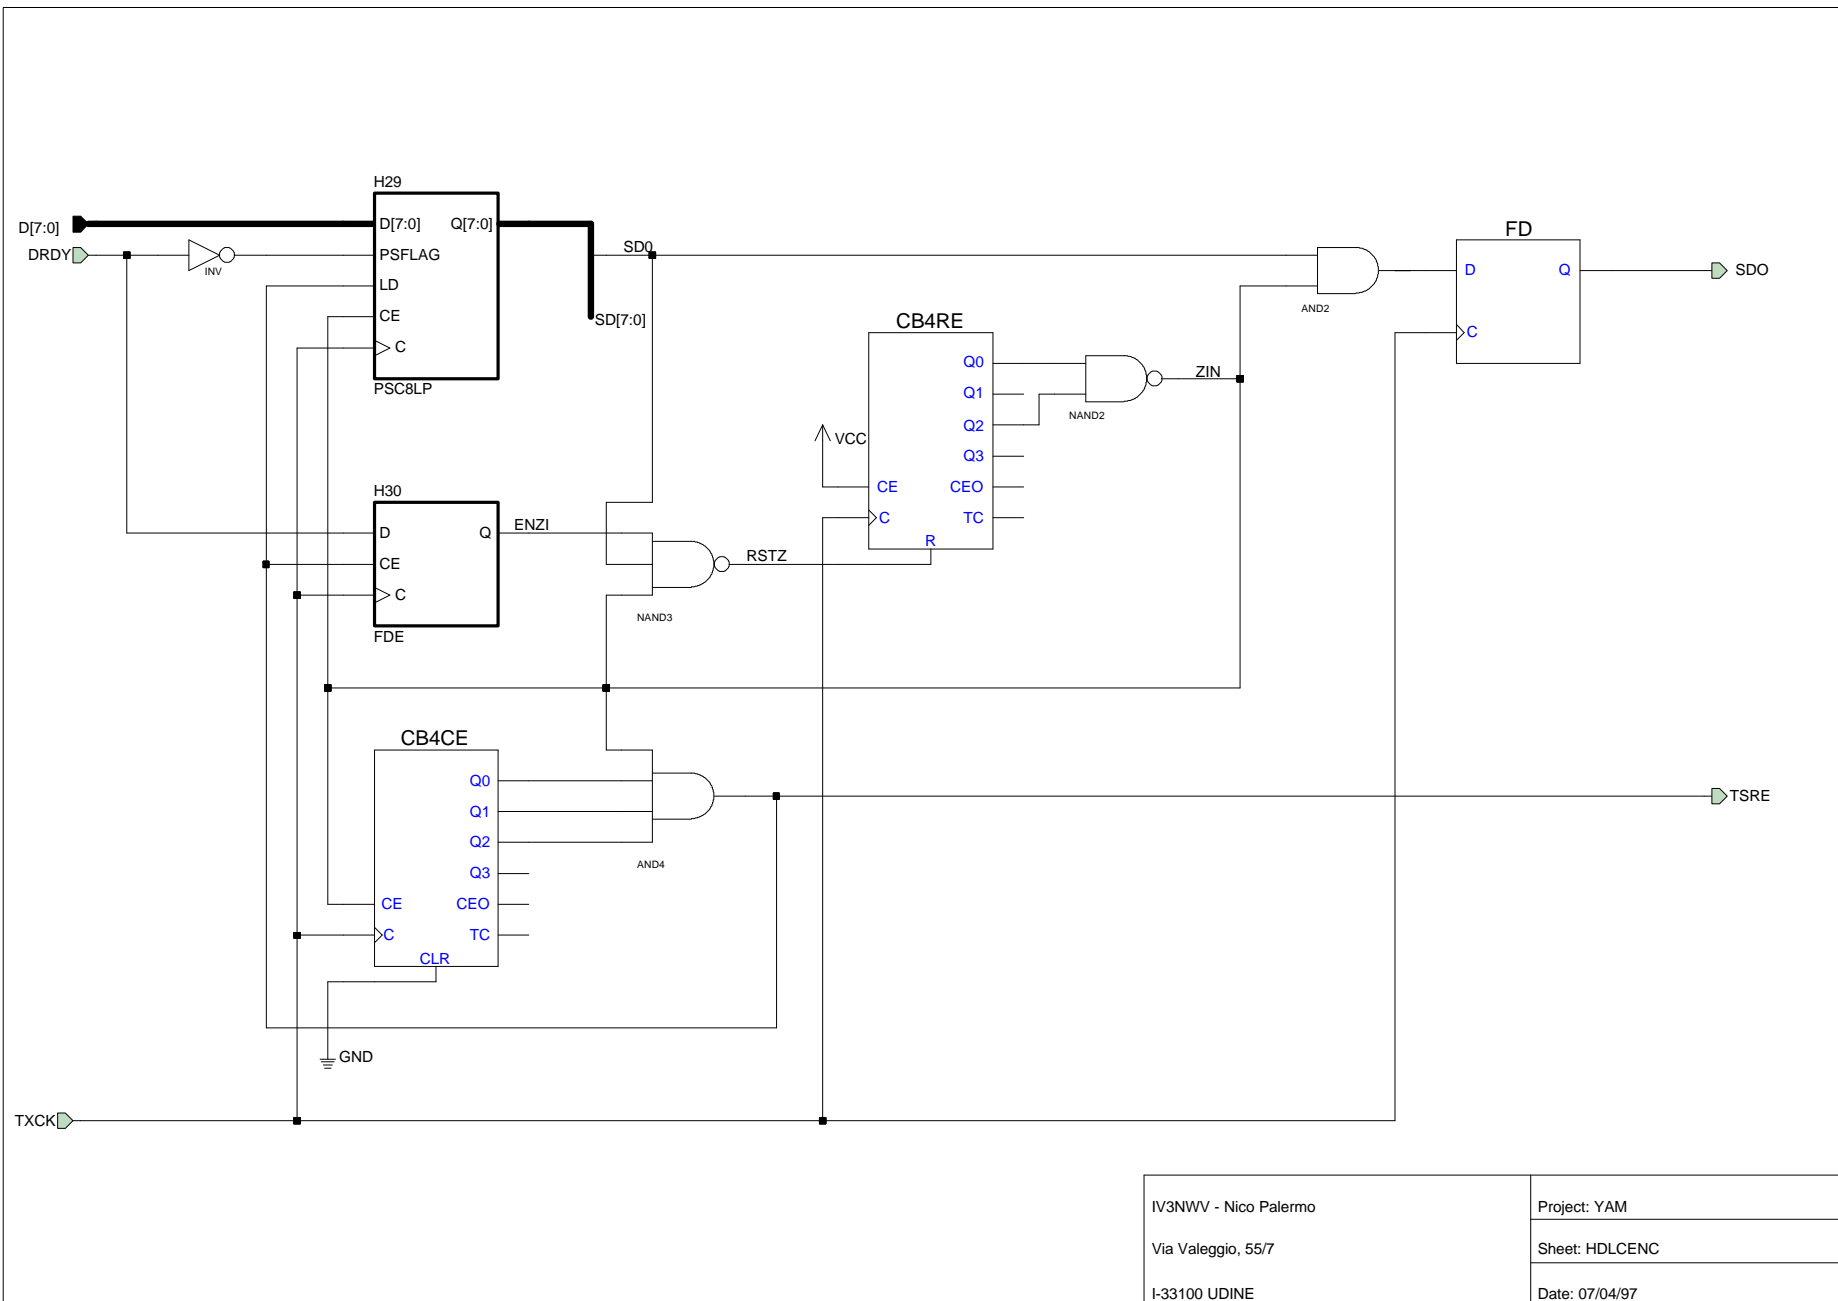 H29
D[7:0]
D[7:0]
Q[7:0]
DRDY
INV
PSFLAG
LD
CE
C
PSC8LP
SD0
SD[7:0]
AND2
FD
D
Q
C
SDO
CB4RE
Q0
Q1
Q2
Q3
CE
CEO
C
TC
R
VCC
NAND2
ZIN
H30
D
Q
CE
C
FDE
ENZI
NAND3
RSTZ
CB4CE
Q0
Q1
Q2
Q3
CE
CEO
C
TC
CLR
AND4
TSRE
GND
TXCK
IV3NWV - Nico Palermo
Project: YAM
Via Valeggio, 55/7
Sheet: HDLCENC
I-33100 UDINE
Date: 07/04/97